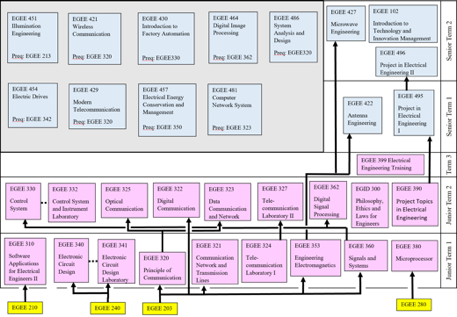 EGEE 451
Illumination
Engineering
Preq: EGEE 213
EGEE 421
Wireless
Communication
Preq: EGEE 320
EGEE 430
Introduction to
Factory Automation
Preq: EGEE330
EGEE 464
Digital Image
Processing
Preq: EGEE 362
EGEE 406
System
Analysis and
Design
Preq: EGEE320
EGEE 427
Microwave
Engineering
EGEE 102
Introduction to
Technology and
Innovation Management
EGEE 496
Project in Electrical
Engineering II
Senior Term 2
EGEE 454
Electric Drives
Preq: EGEE 342
EGEE 429
Modern
Telecommunication
Preq: EGEE 320
EGEE 457
Electrical Energy
Conservation and
Management
Preq: EGEE 350
EGEE 481
Computer
Network System
Preq: EGEE 323
EGEE 422
Antenna
Engineering
EGEE 495
Project in
Electrical
Engineering
I
Senior Term 1
EGEE 399 Electrical
Engineering Training
Term 3
EGEE 330
Control
System
EGEE 332
Control System
and Instrument
Laboratory
EGEE 325
Optical
Communication
EGEE 322
Digital
Communication
EGEE 323
Data
Communication
and Network
EGEE 327
Tele-
communication
Laboratory II
EGEE 362
Digital
Signal
Processing
EGID 300
Philosophy,
Ethics and
Laws for
Engineers
EGEE 390
Project Topics
in Electrical
Engineering
Junior Term 2
EGEE 310
Software
Applications
for Electrical
Engineers II
EGEE 340
Electronic
Circuit
Design
EGEE 341
Electronic
Circuit Design
Laboratory
EGEE 320
Principle of
Communication
EGEE 321
Communication
Network and
Transmission
Lines
EGEE 324
Tele-
communication
Laboratory I
EGEE 353
Engineering
Electromagnetics
EGEE 360
Signals and
Systems
EGEE 380
Microprocessor
Junior Term 1
EGEE 210
EGEE 240
EGEE 203
EGEE 280